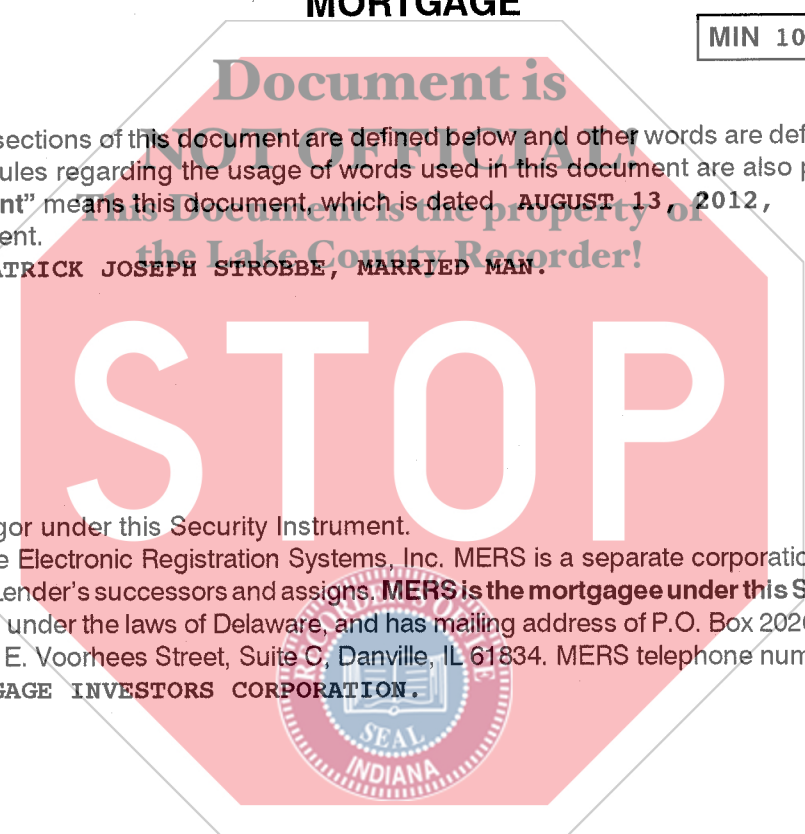 MORTGAGE
MIN 10
Document is
sections of this document are defined below and other words are def
NOT OFFICIAL!
ules regarding the usage of words used in this document are also p
nt" means this document, which is dated AUGUST 13, 2012,
This Document is the property of
ent.
the Lake County Recorder!
ATRICK JOSEPH STROBBE, MARRIED MAN.
STOP
gor under this Security Instrument.
e Electronic Registration Systems, Inc. MERS is a separate corporatio
Lender's successors and assigns. MERS is the mortgagee under this S
under the laws of Delaware, and has mailing address of P.O. Box 2026
E. Voorhees Street, Suite C, Danville, IL 61834. MERS telephone num
GAGE INVESTORS CORPORATION.
RECORDER'S OFFICE
SEAL
INDIANA